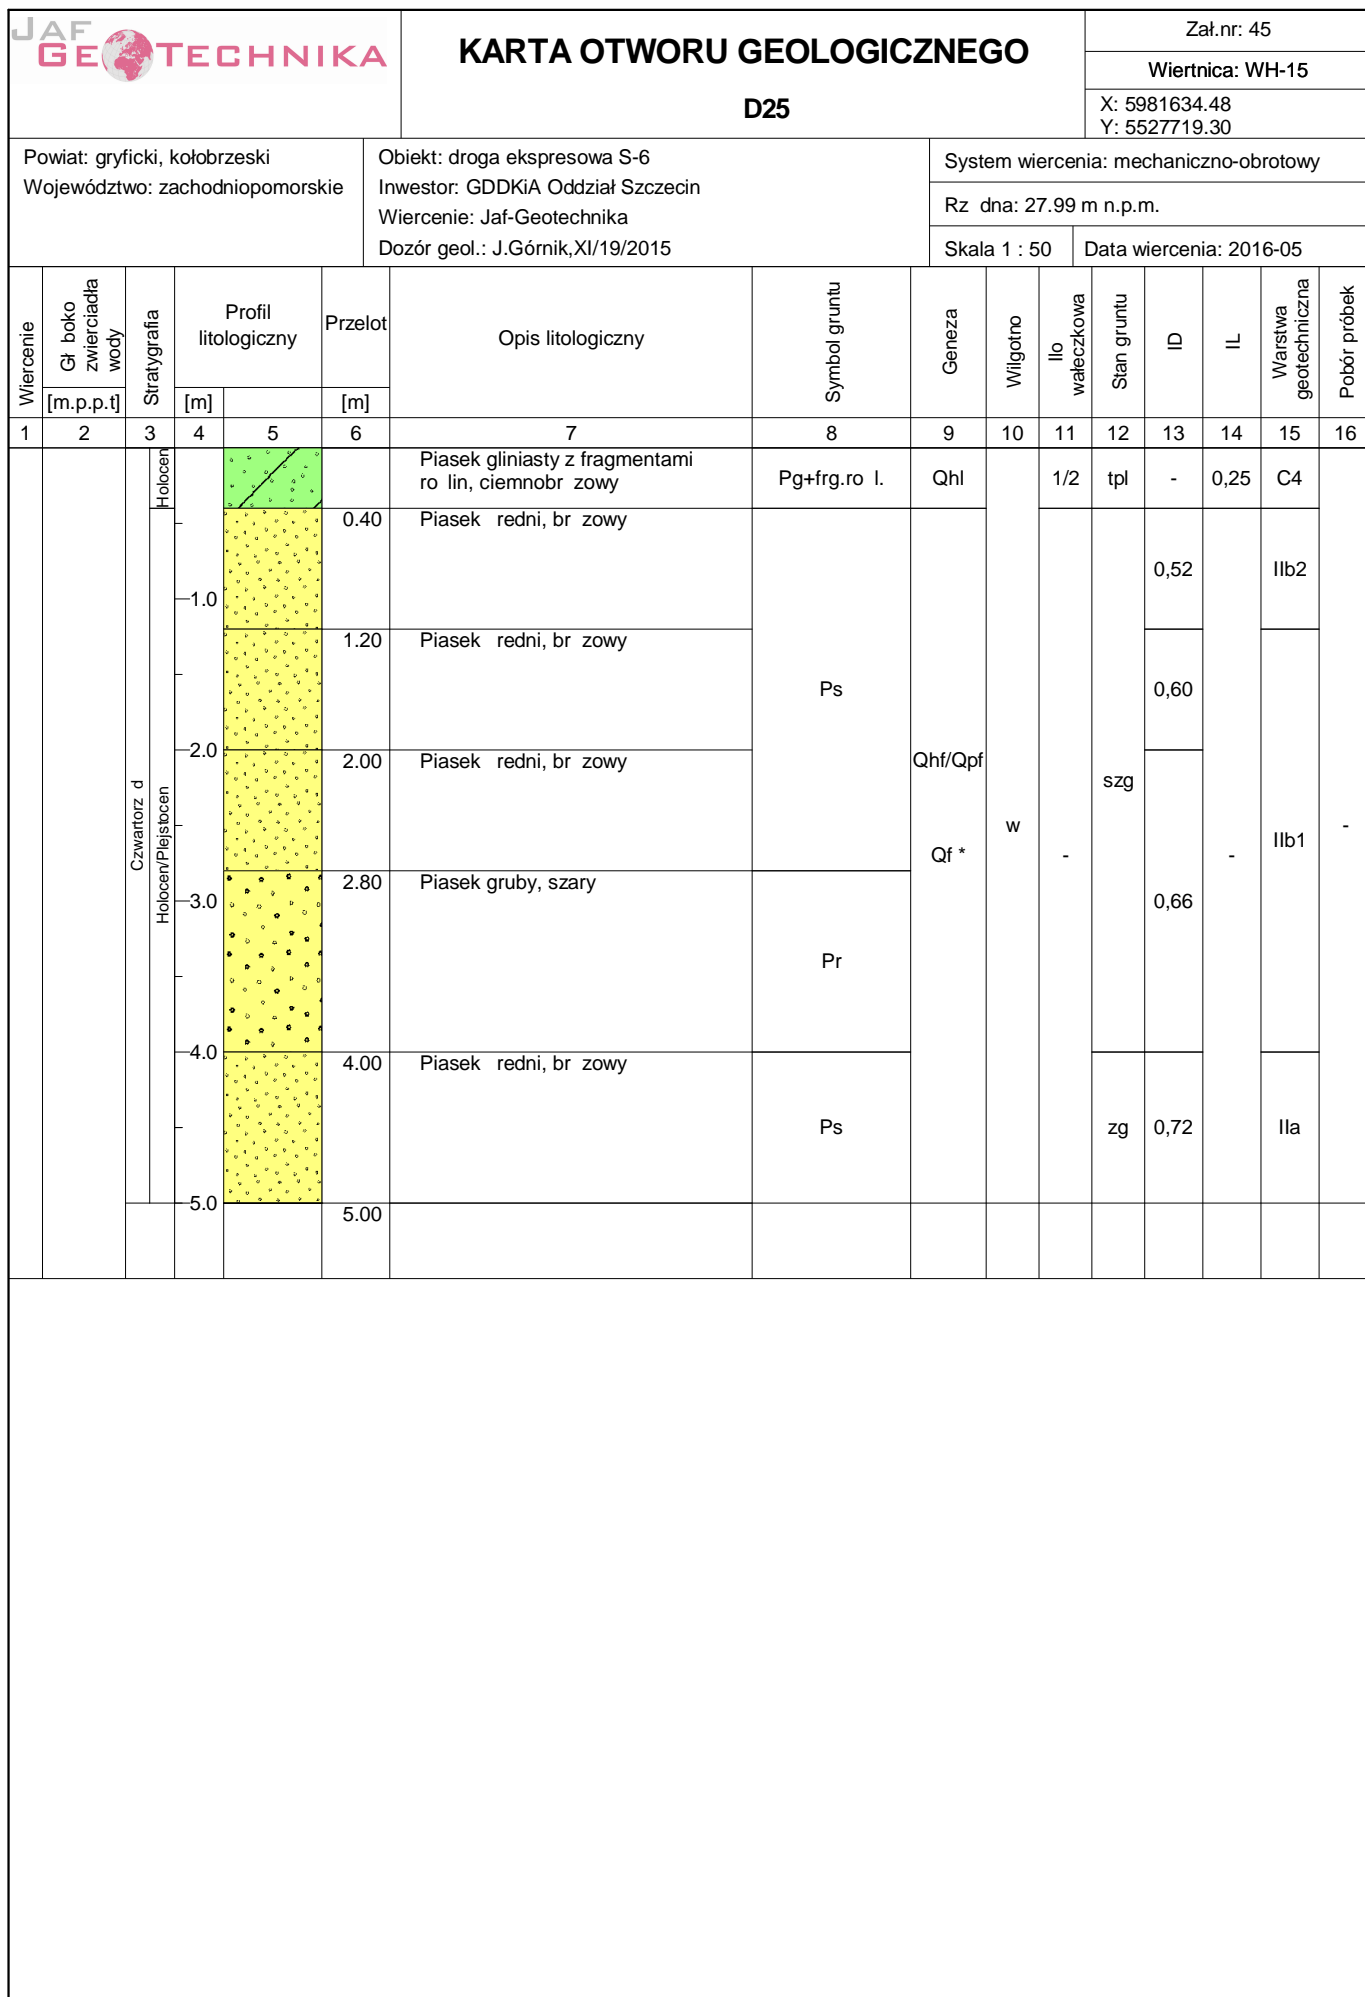 JAF
GEOTECHNIKA
KARTA OTWORU GEOLOGICZNEGO
D25
Zał.nr: 45
Wiertnica: WH-15
X: 5981634.48
Y: 5527719.30
Powiat: gryficki, kołobrzeski
Województwo: zachodniopomorskie
Obiekt: droga ekspresowa S-6
Inwestor: GDDKiA Oddział Szczecin
Wiercenie: Jaf-Geotechnika
Dozór geol.: J.Górnik,XI/19/2015
System wiercenia: mechaniczno-obrotowy
Rz dna: 27.99 m n.p.m.
Skala 1 : 50
Data wiercenia: 2016-05
Wiercenie
Gł boko
zwierciadła
wody
[m.p.p.t]
Stratygrafia
Profil
litologiczny
[m]
Przelot
[m]
Opis litologiczny
Symbol gruntu
Geneza
Wilgotno
Ilo
wałeczkowa
Stan gruntu
ID
IL
Warstwa
geotechniczna
Pobór próbek
1 2 3 4 5 6 7 8 9 10 11 12 13 14 15 16
Czwartorz d
Holocen
Holocen/Plejstocen
Piasek gliniasty z fragmentami
ro lin, ciemnobr zowy
Pg+frg.ro l.
Qhl
1/2
tpl
-
0,25
C4
0.40
Piasek redni, br zowy
0,52
IIb2
1.0
1.20
Piasek redni, br zowy
Ps
0,60
2.0
2.00
Piasek redni, br zowy
Qhf/Qpf
Qf *
w
-
szg
-
IIb1
-
2.80
Piasek gruby, szary
3.0
0,66
Pr
4.0
4.00
Piasek redni, br zowy
Ps
zg
0,72
IIa
5.0
5.00